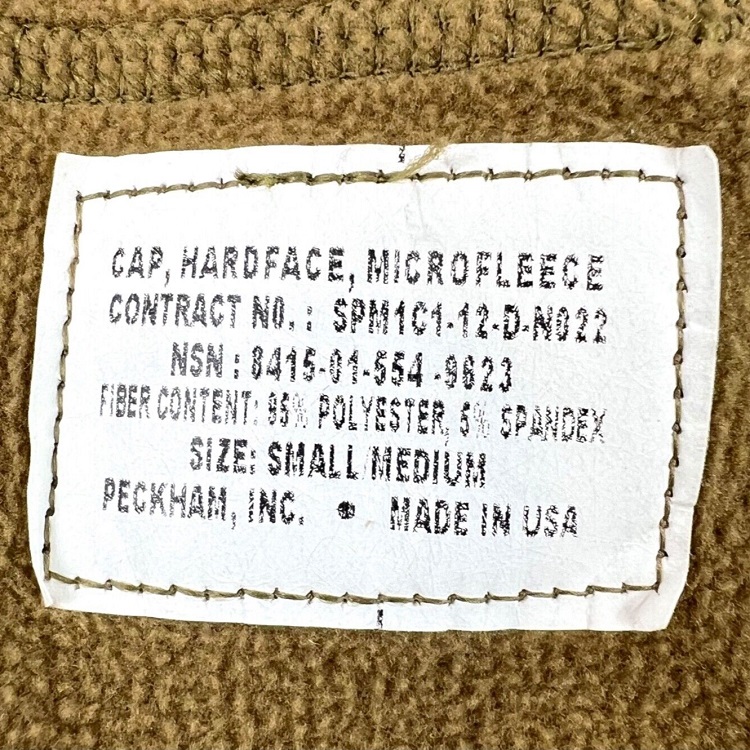 CAP, HARDFACE, MICROFLEECE
CONTRACT NO.: SPM1C1-12-D-N022
NSN: 8415-01-554-9623
FIBER CONTENT: 95% POLYESTER, 5% SPANDEX
SIZE: SMALL/MEDIUM
PECKHAM, INC. ● MADE IN USA